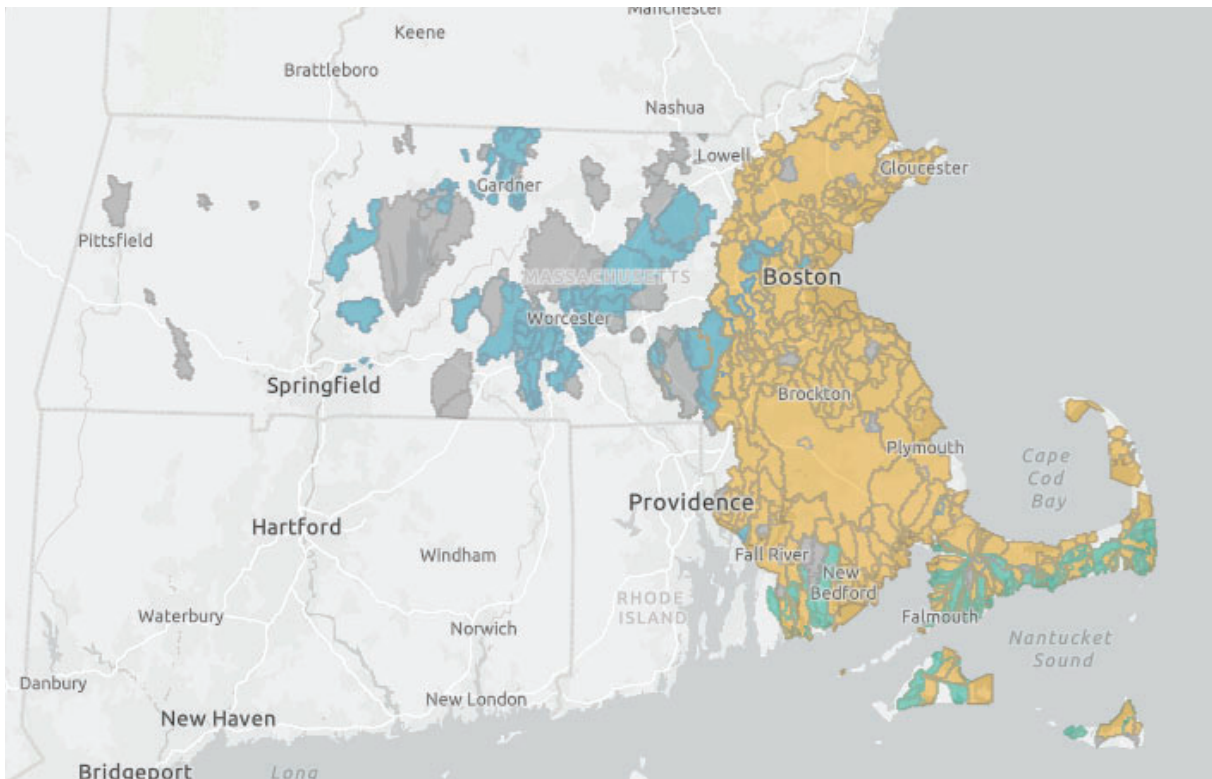 Manchester
Keene
Brattleboro
Nashua
Lowell
Gloucester
Gardner
Pittsfield
MASSACHUSETTS
Boston
Worcester
Springfield
Brockton
Plymouth
Cape
Cod
Bay
Providence
Hartford
Windham
Fall River
New
Bedford
RHODE
ISLAND
Waterbury
Norwich
Falmouth
Nantucket
Sound
Danbury
New London
New Haven
Bridgeport
Long